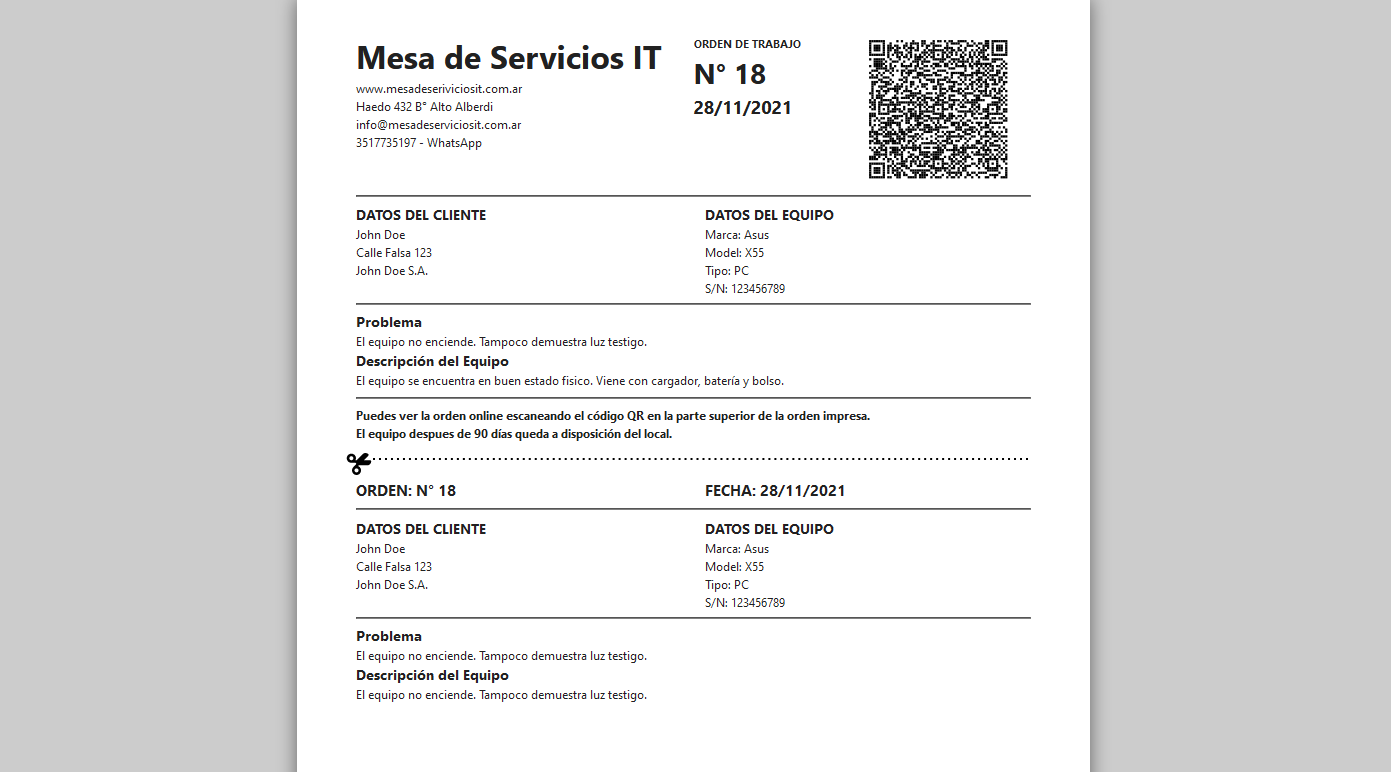 Mesa de Servicios IT
www.mesadeseriviciosit.com.ar
Haedo 432 B° Alto Alberdi
info@mesadeserviciosit.com.ar
3517735197 - WhatsApp
ORDEN DE TRABAJO
N° 18
28/11/2021
DATOS DEL CLIENTE
John Doe
Calle Falsa 123
John Doe S.A.
DATOS DEL EQUIPO
Marca: Asus
Model: X55
Tipo: PC
S/N: 123456789
Problema
El equipo no enciende. Tampoco demuestra luz testigo.
Descripción del Equipo
El equipo se encuentra en buen estado fisico. Viene con cargador, batería y bolso.
Puedes ver la orden online escaneando el código QR en la parte superior de la orden impresa.
El equipo despues de 90 días queda a disposición del local.
ORDEN: N° 18
FECHA: 28/11/2021
DATOS DEL CLIENTE
John Doe
Calle Falsa 123
John Doe S.A.
DATOS DEL EQUIPO
Marca: Asus
Model: X55
Tipo: PC
S/N: 123456789
Problema
El equipo no enciende. Tampoco demuestra luz testigo.
Descripción del Equipo
El equipo no enciende. Tampoco demuestra luz testigo.